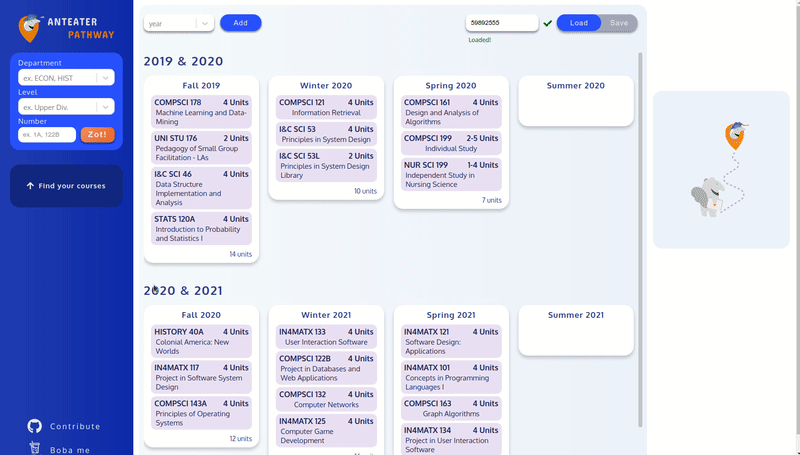 ANTEATER
PATHWAY
Department
ex. ECON, HIST
Level
ex. Upper Div.
Number
ex. 1A, 122B
Zot!
Find your courses
Contribute
Boba me
year
Add
59892555
Load
Save
Loaded!
2019 & 2020
Fall 2019
COMPSCI 178 4 Units
Machine Learning and Data-
Mining
UNI STU 176 2 Units
Pedagogy of Small Group
Facilitation - LAs
I&C SCI 46 4 Units
Data Structure
Implementation and
Analysis
STATS 120A 4 Units
Introduction to Probability
and Statistics I
14 units
Winter 2020
COMPSCI 121 4 Units
Information Retrieval
I&C SCI 53 4 Units
Principles in System Design
I&C SCI 53L 2 Units
Principles in System Design
Library
10 units
Spring 2020
COMPSCI 161 4 Units
Design and Analysis of
Algorithms
COMPSCI 199 2-5 Units
Individual Study
NUR SCI 199 1-4 Units
Independent Study in
Nursing Science
7 units
Summer 2020
2020 & 2021
Fall 2020
HISTORY 40A 4 Units
Colonial America: New
Worlds
IN4MATX 117 4 Units
Project in Software System
Design
COMPSCI 143A 4 Units
Principles of Operating
Systems
12 units
Winter 2021
IN4MATX 133 4 Units
User Interaction Software
COMPSCI 122B 4 Units
Project in Databases and
Web Applications
COMPSCI 132 4 Units
Computer Networks
IN4MATX 125 4 Units
Computer Game
Development
Spring 2021
IN4MATX 121 4 Units
Software Design:
Applications
IN4MATX 101 4 Units
Concepts in Programming
Languages I
COMPSCI 163 4 Units
Graph Algorithms
IN4MATX 134 4 Units
Project in User Interaction
Software
Summer 2021